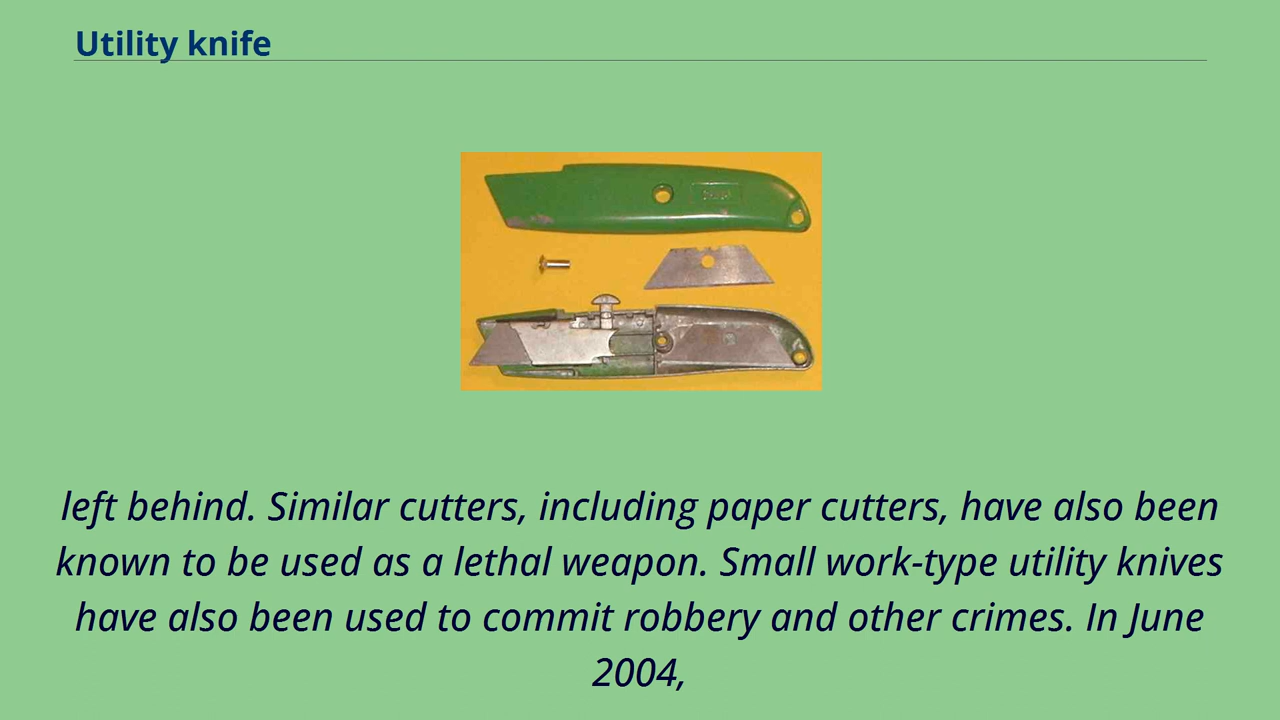 Utility knife
left behind. Similar cutters, including paper cutters, have also been
known to be used as a lethal weapon. Small work-type utility knives
have also been used to commit robbery and other crimes. In June
2004,